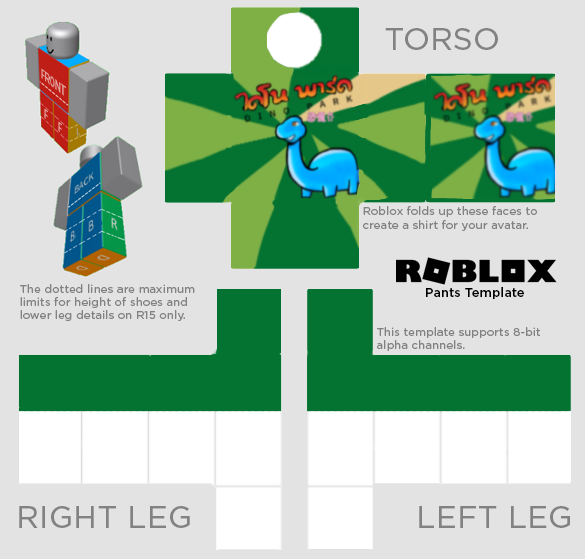 TORSO
FRONT
F F L
BACK
B B R
ไดโน พาร์ค
DINO PARK
ไดโน พาร์ค
DINO PARK
Roblox folds up these faces to
create a shirt for your avatar.
ROBLOX
Pants Template
The dotted lines are maximum
limits for height of shoes and
lower leg details on R15 only.
This template supports 8-bit
alpha channels.
RIGHT LEG
LEFT LEG